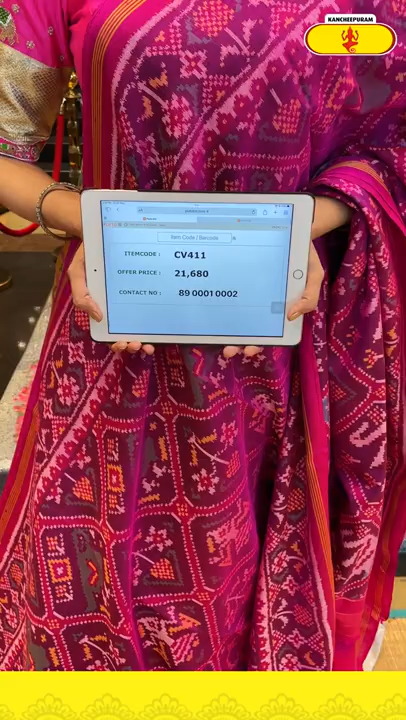 KANCHEEPURAM
Item Code / Barcode
ITEMCODE : CV411
OFFER PRICE : 21,680
CONTACT NO : 89 0001 0002